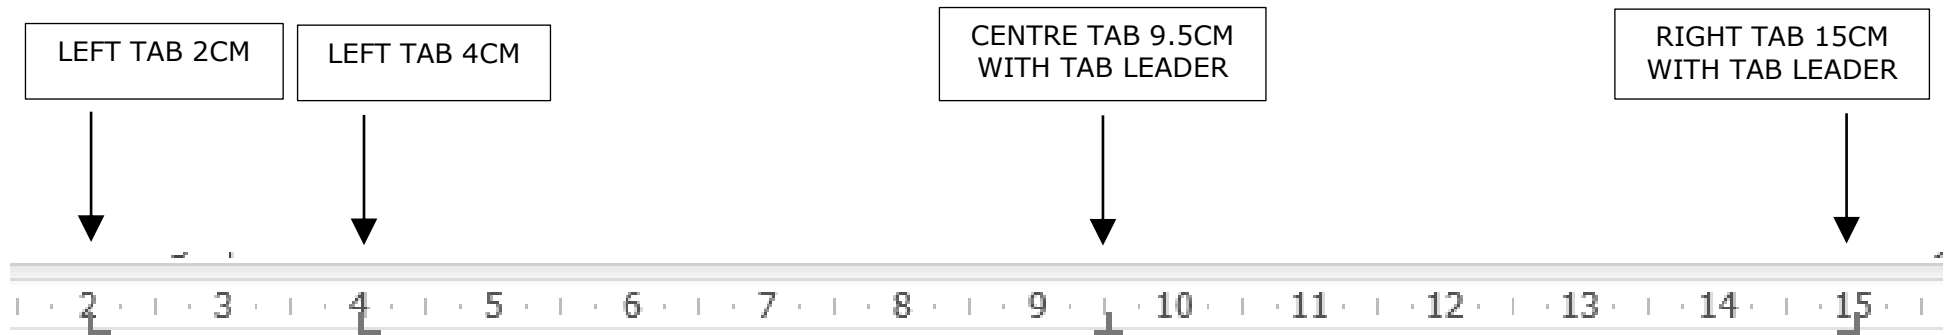 LEFT TAB 2CM
LEFT TAB 4CM
CENTRE TAB 9.5CM
WITH TAB LEADER
RIGHT TAB 15CM
WITH TAB LEADER
2 3 4 5 6 7 8 9 10 11 12 13 14 15